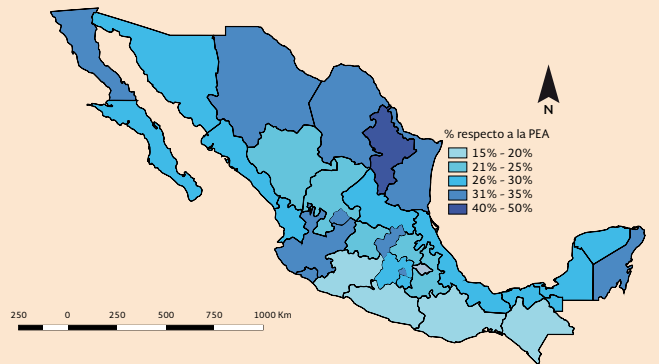 N
% respecto a la PEA
15% - 20%
21% - 25%
26% - 30%
31% - 35%
40% - 50%
250 0 250 500 750 1000 Km